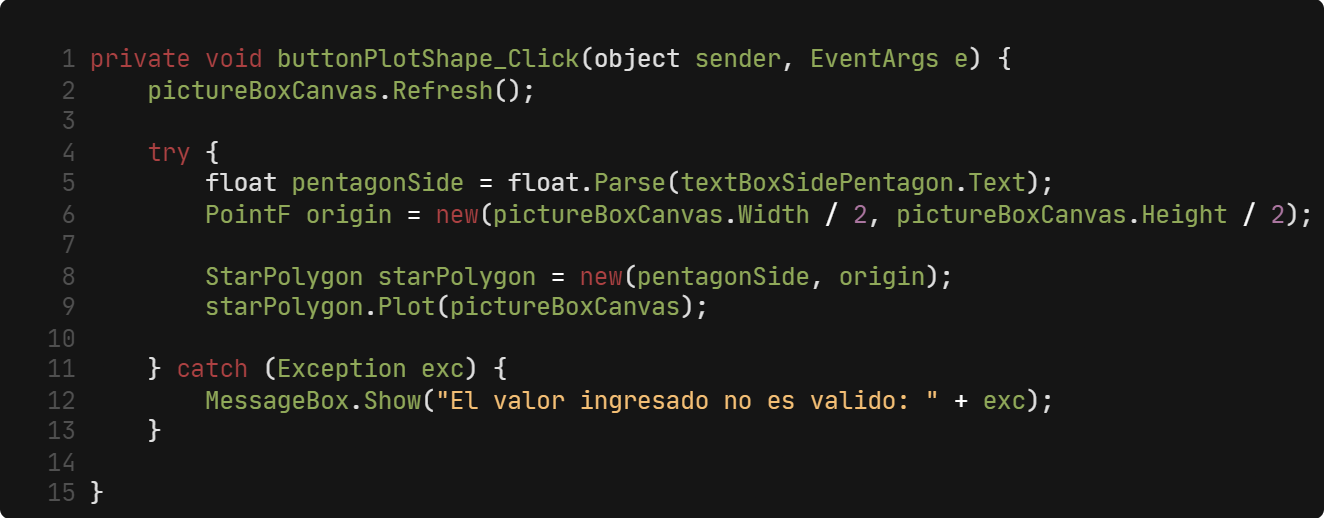 1 private void buttonPlotShape_Click(object sender, EventArgs e) {
2     pictureBoxCanvas.Refresh();
3
4     try {
5         float pentagonSide = float.Parse(textBoxSidePentagon.Text);
6         PointF origin = new(pictureBoxCanvas.Width / 2, pictureBoxCanvas.Height / 2);
7
8         StarPolygon starPolygon = new(pentagonSide, origin);
9         starPolygon.Plot(pictureBoxCanvas);
10
11     } catch (Exception exc) {
12         MessageBox.Show("El valor ingresado no es valido: " + exc);
13     }
14
15 }